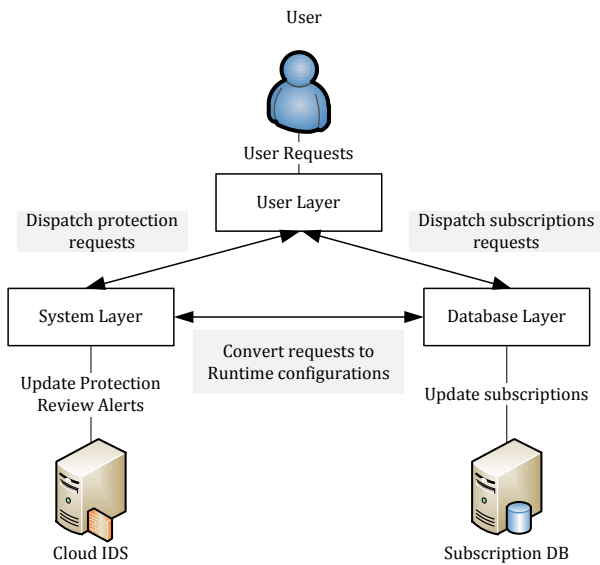 User
User Requests
User Layer
Dispatch protection
requests
Dispatch subscriptions
requests
System Layer
Database Layer
Convert requests to
Runtime configurations
Update Protection
Review Alerts
Update subscriptions
Cloud IDS
Subscription DB